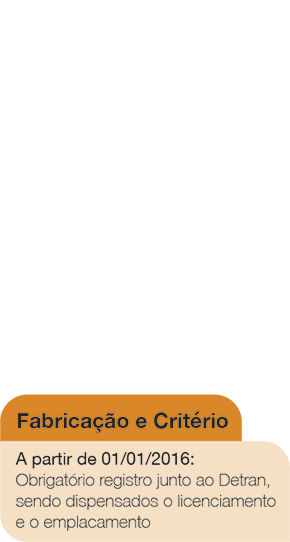 Fabricação e Critério
A partir de 01/01/2016:
Obrigatório registro junto ao Detran,
sendo dispensados o licenciamento
e o emplacamento